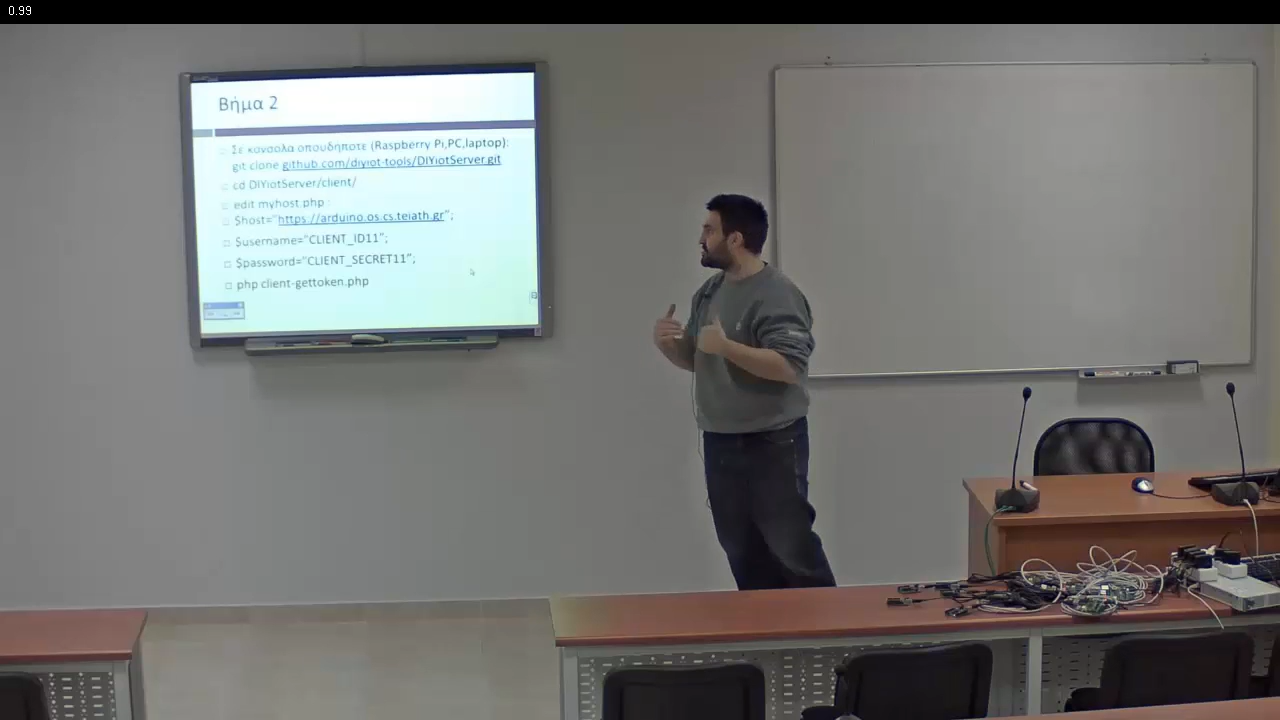 0.99
Βήμα 2
Σε κονσολα οπουδηποτε (Raspberry Pi,PC,laptop):
git clone github.com/diyiot-tools/DIYiotServer.git
cd DIYiotServer/client/
edit myhost.php :
$host="https://arduino.os.cs.teiath.gr";
$username="CLIENT_ID11";
$password="CLIENT_SECRET11";
php client-gettoken.php